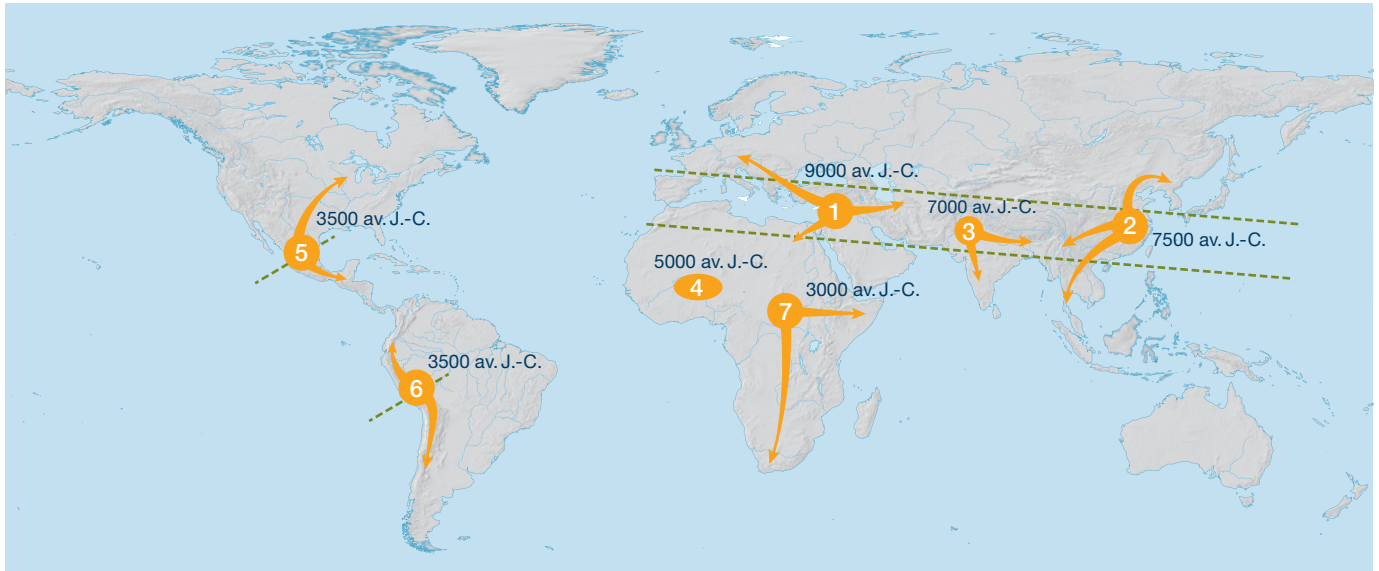 9000 av. J.-C.
1
7000 av. J.-C.
3
2
7500 av. J.-C.
3500 av. J.-C.
5
5000 av. J.-C.
4
3000 av. J.-C.
7
3500 av. J.-C.
6